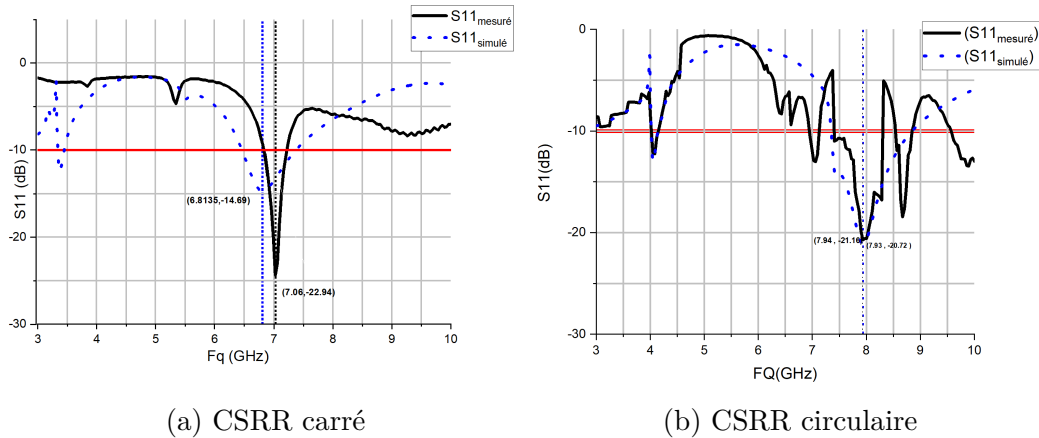 S11mesuré
S11simulé
0
-10
-20
-30
S11 (dB)
(6.8135,-14.69)
(7.06,-22.94)
3 4 5 6 7 8 9 10
Fq (GHz)
(a) CSRR carré
(S11mesuré)
(S11simulé)
0
-10
-20
-30
S11(dB)
(7.94 , -21.16)
(7.93 , -20.72 )
3 4 5 6 7 8 9 10
FQ(GHz)
(b) CSRR circulaire